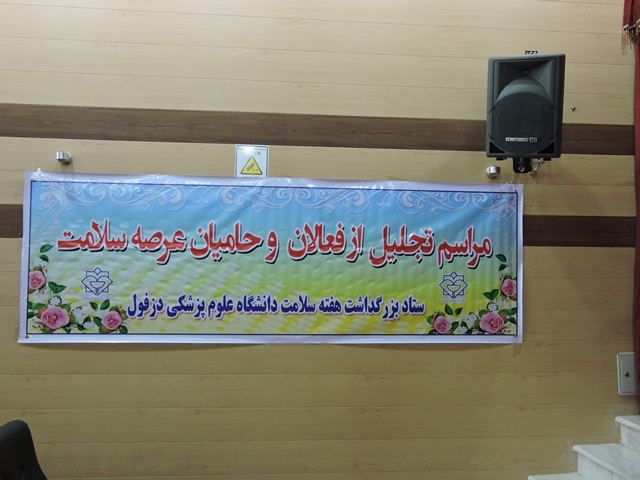 مراسم تجلیل از فعالان و حامیان عرصه سلامت
ستاد بزرگداشت هفته سلامت دانشگاه علوم پزشکی دزفول